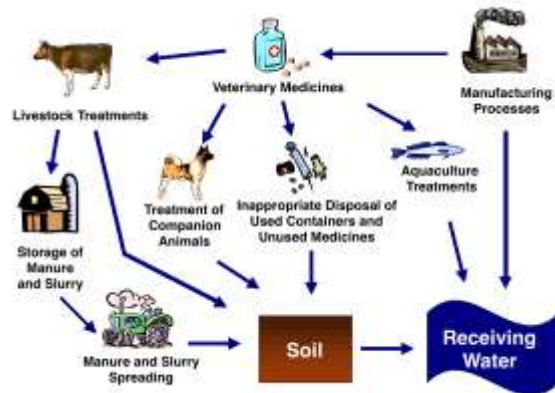 Veterinary Medicines
Manufacturing
Processes
Livestock Treatments
Treatment of
Companion
Animals
Inappropriate Disposal of
Used Containers and
Unused Medicines
Aquaculture
Treatments
Storage of
Manure
and Slurry
Manure and Slurry
Spreading
Soil
Receiving
Water